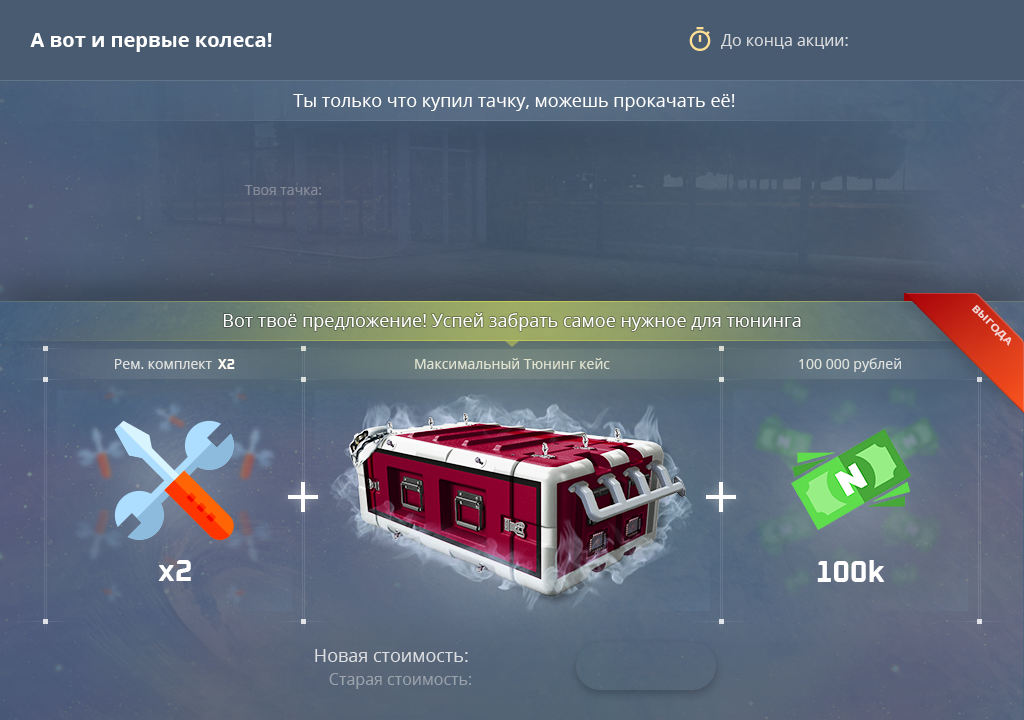 А вот и первые колеса!
До конца акции:
Ты только что купил тачку, можешь прокачать её!
Твоя тачка:
ВЫГОДА
Вот твоё предложение! Успей забрать самое нужное для тюнинга
Рем. комплект X2
Максимальный Тюнинг кейс
100 000 рублей
N
x2
100k
Новая стоимость:
Старая стоимость: